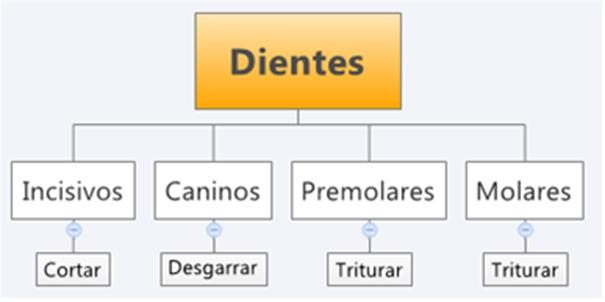 Dientes
Incisivos
Caninos
Premolares
Molares
Cortar
Desgarrar
Triturar
Triturar